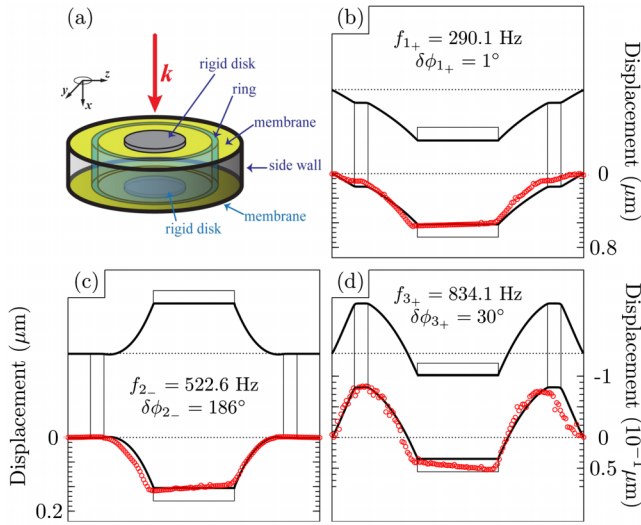 (a)
k
rigid disk
ring
membrane
side wall
z
y
x
rigid disk
membrane
(b)
f1+ = 290.1 Hz
δϕ1+ = 1°
0
0.8
Displacement (μm)
(c)
f2− = 522.6 Hz
δϕ2− = 186°
0
0.2
Displacement (μm)
(d)
f3+ = 834.1 Hz
δϕ3+ = 30°
-1
0
0.5
Displacement (10⁻¹μm)